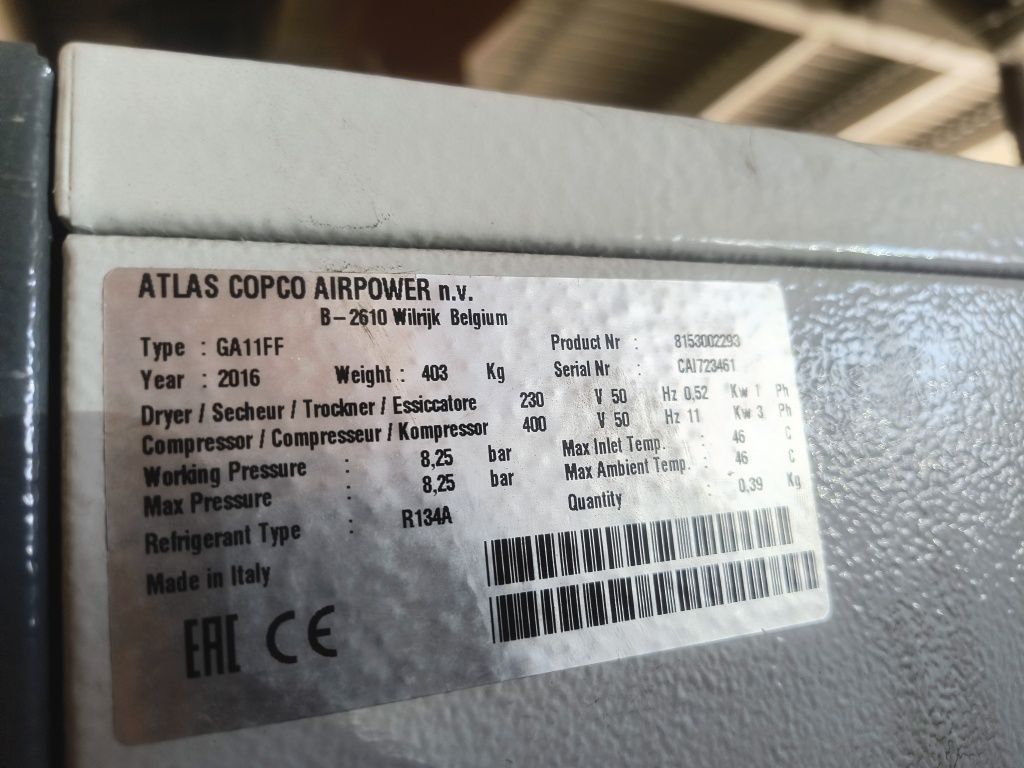 ATLAS COPCO AIRPOWER n.v.
B-2610 Wilrijk Belgium
Type : GA11FF Product Nr : 8153002293
Year : 2016 Weight : 403 Kg Serial Nr : CAI723461
Dryer / Secheur / Trockner / Essiccatore 230 V 50 Hz 0,52 Kw 1 Ph
Compressor / Compresseur / Kompressor 400 V 50 Hz 11 Kw 3 Ph
Working Pressure : 8,25 bar Max Inlet Temp. : 46 C
Max Pressure : 8,25 bar Max Ambient Temp. : 46 C
Refrigerant Type : R134A Quantity : 0,39 Kg
Made in Italy
EAC CE